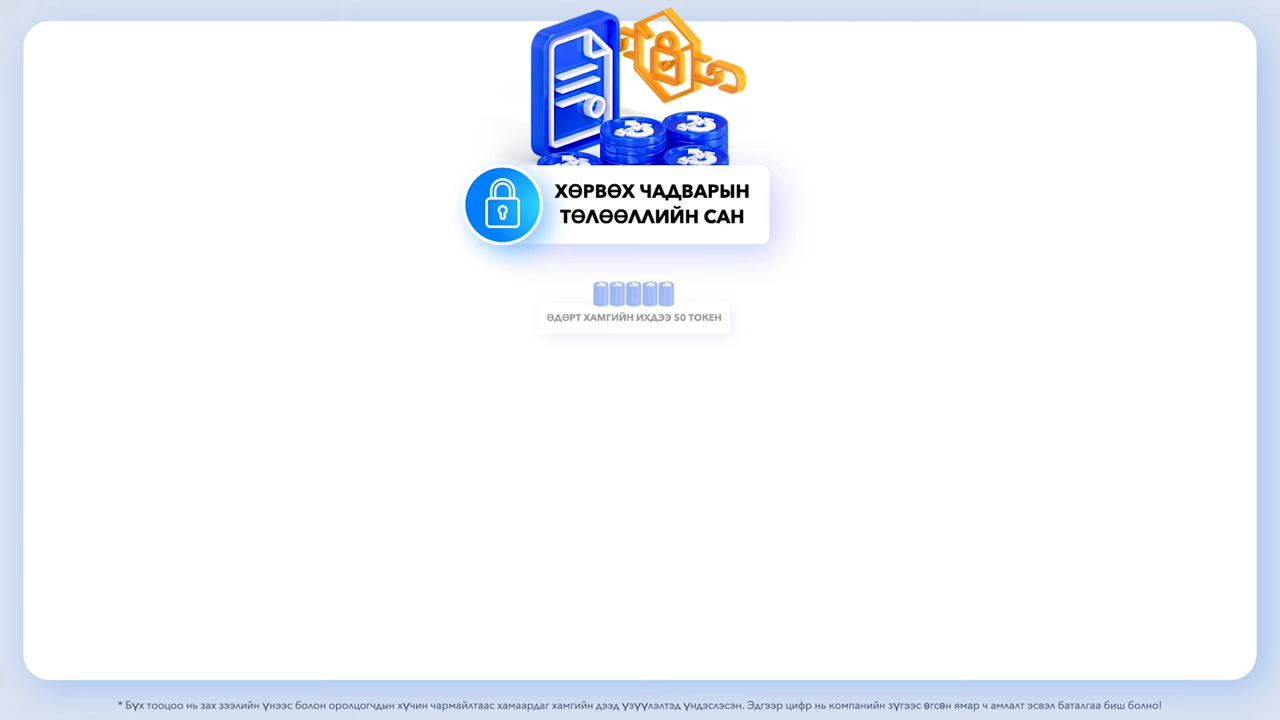 ХӨРВӨХ ЧАДВАРЫН
ТӨЛӨӨЛЛИЙН САН
ӨДӨРТ ХАМГИЙН ИХДЭЭ 50 ТОКЕН
* Бүх тооцоо нь зах зээлийн үнээс болон оролцогчдын хүчин чармайлтаас хамаардаг хамгийн дээд үзүүлэлтэд үндэслэсэн. Эдгээр цифр нь компанийн зүгээс өгсөн ямар ч амлалт эсвэл баталгаа биш болно!